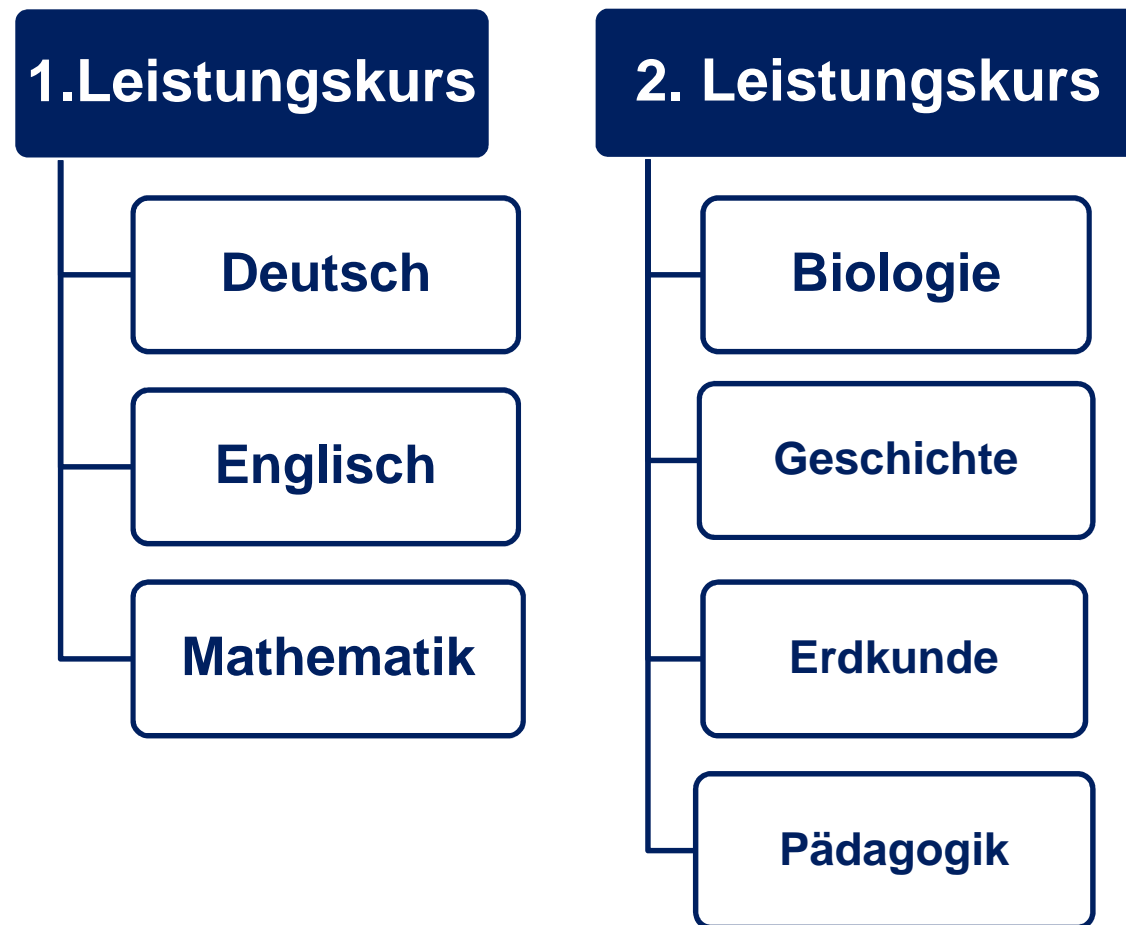 1.Leistungskurs
Deutsch
Englisch
Mathematik
2. Leistungskurs
Biologie
Geschichte
Erdkunde
Pädagogik